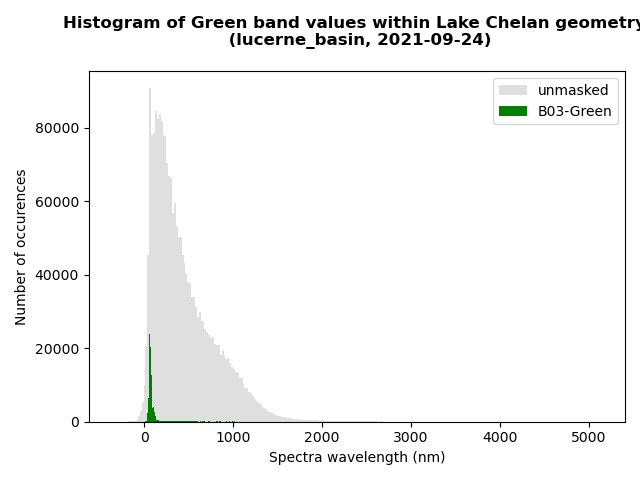 Histogram of Green band values within Lake Chelan geometry
(lucerne_basin, 2021-09-24)
unmasked
B03-Green
Number of occurences
80000
60000
40000
20000
0
0 1000 2000 3000 4000 5000
Spectra wavelength (nm)